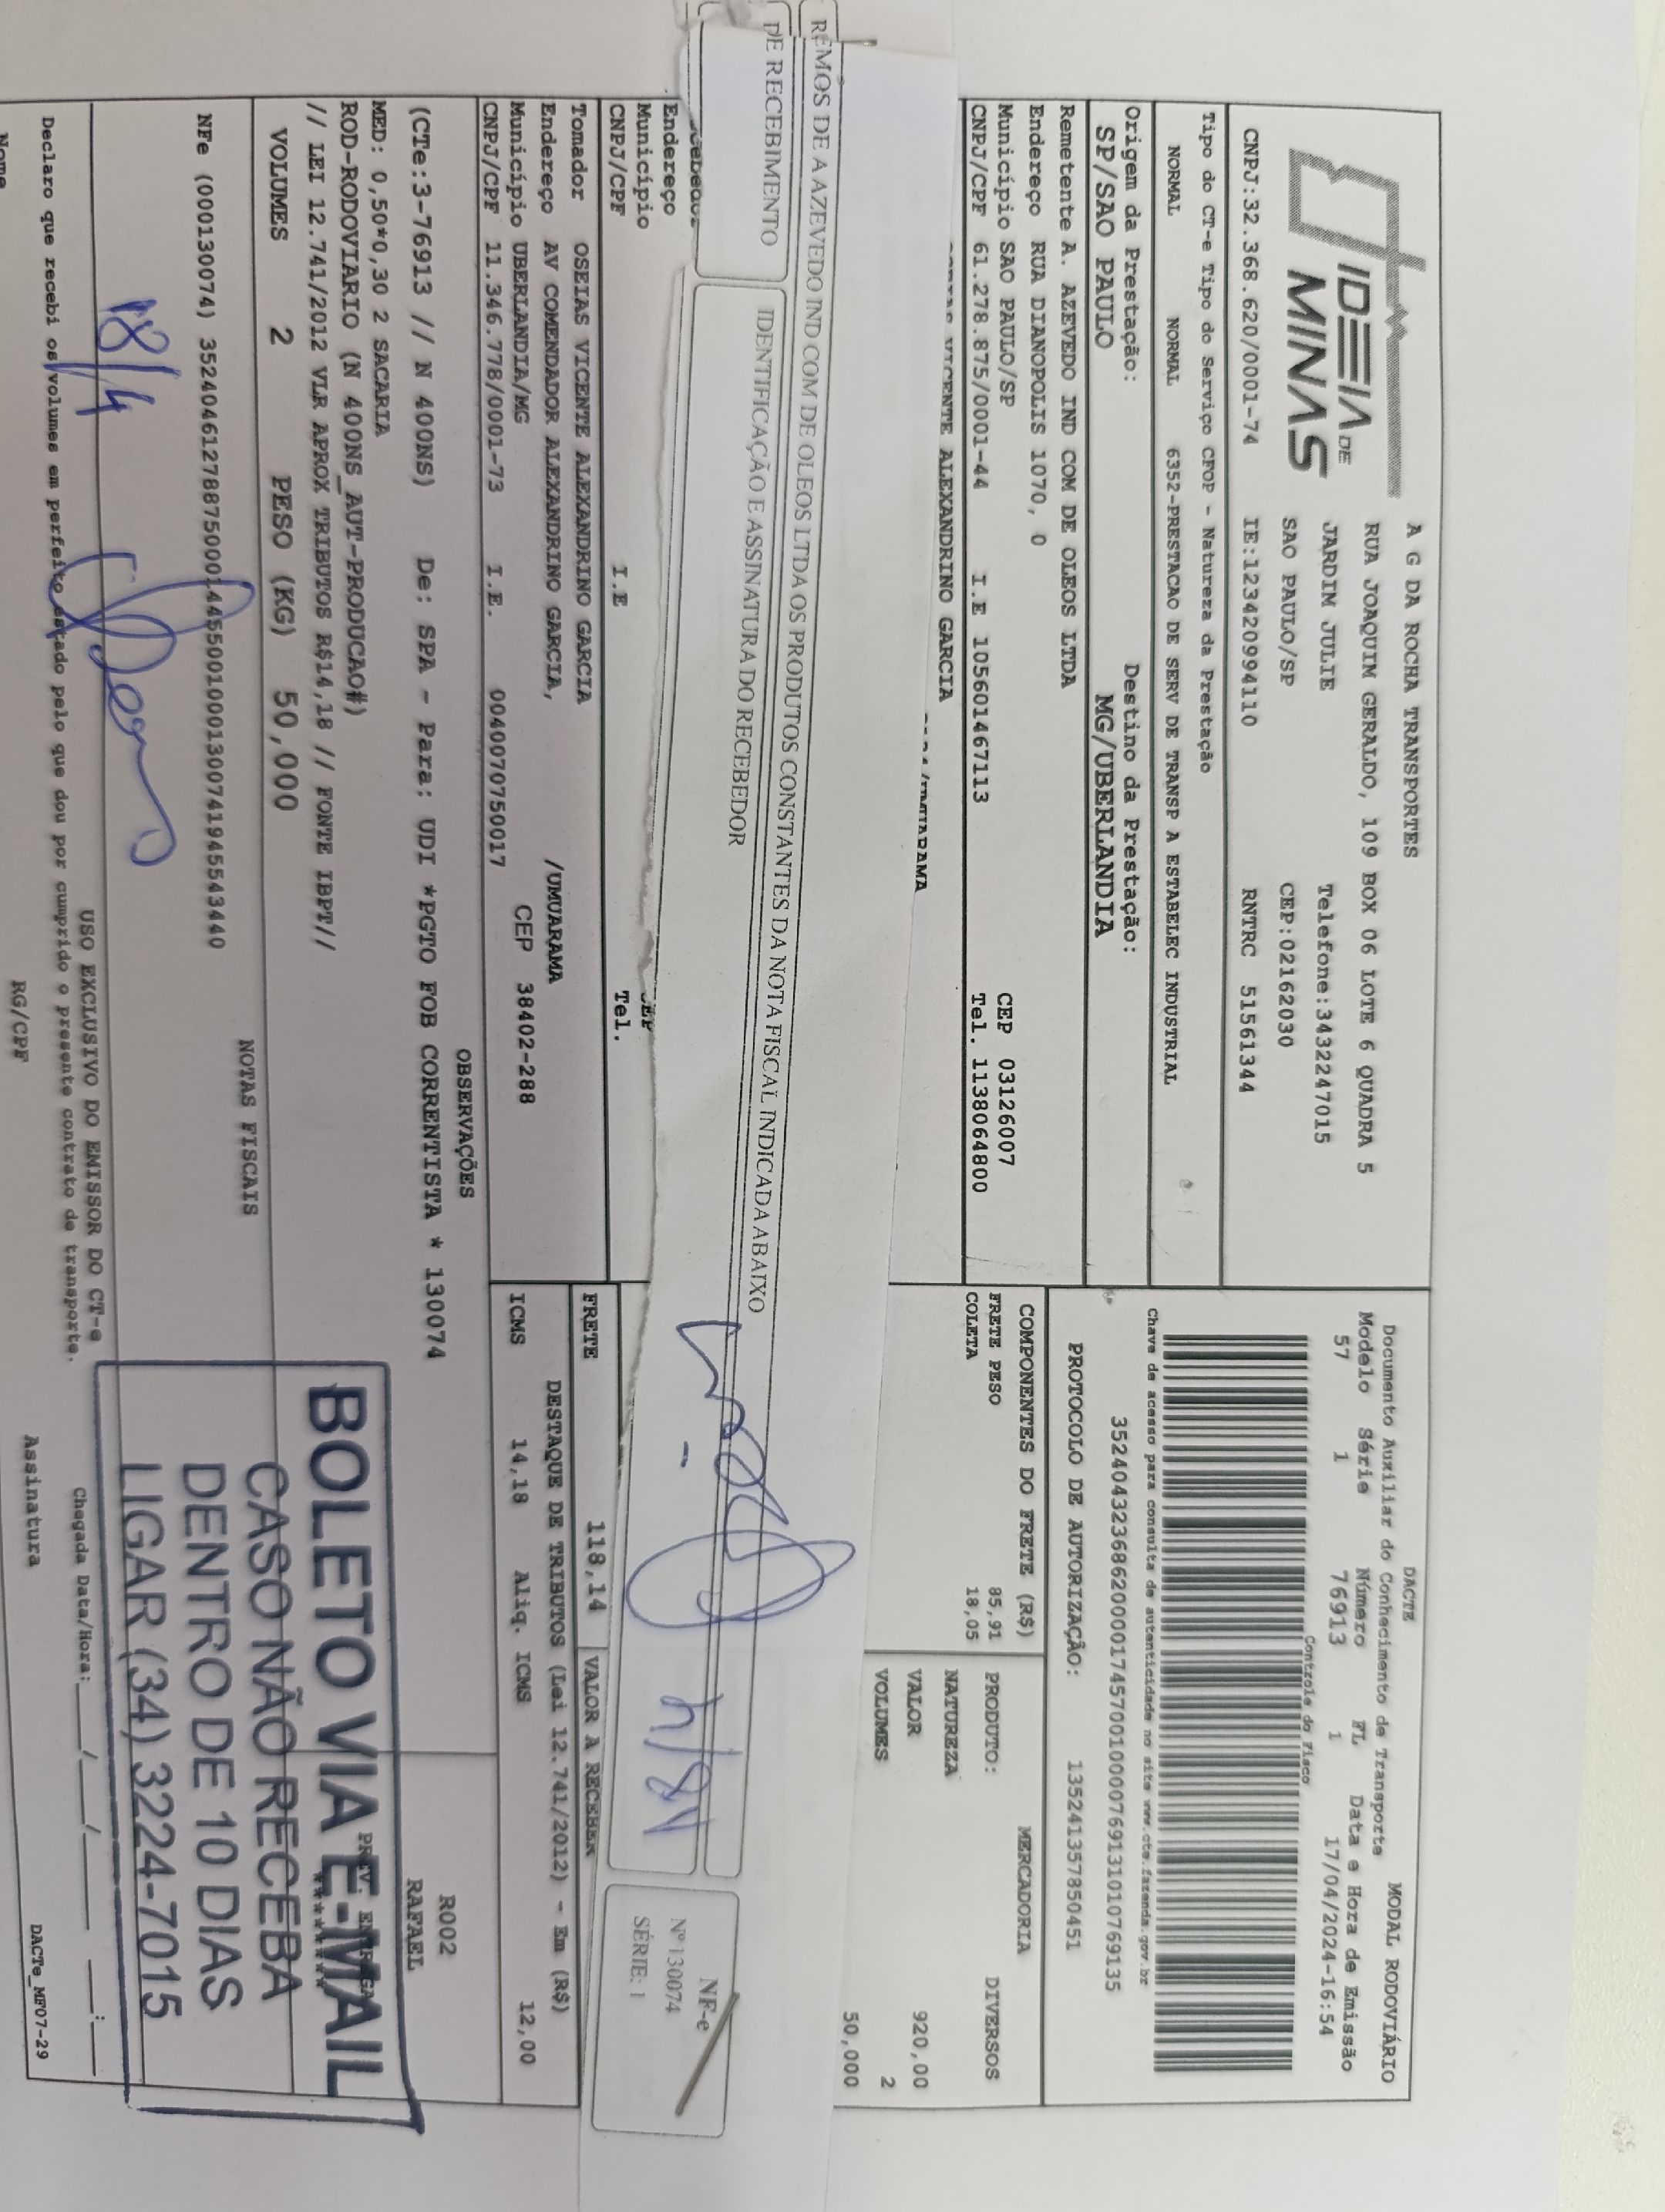 IDEIA DE
MINAS
A G DA ROCHA TRANSPORTES
RUA JOAQUIM GERALDO, 109 BOX 06 LOTE 6 QUADRA 5
JARDIM JULIE Telefone:3432247015
SAO PAULO/SP CEP:02162030
CNPJ:32.368.620/0001-74 IE:123420994110 RNTRC 51561344
DACTE
Documento Auxiliar do Conhecimento de Transporte
MODAL RODOVIÁRIO
Modelo Série Número FL Data e Hora de Emissão
57 1 76913 1 17/04/2024-16:54
Controle do Fisco
Chave de acesso para consulta de autenticidade no site www.cte.fazenda.gov.br
35240432368620000174570010000769131010769135
PROTOCOLO DE AUTORIZAÇÃO: 135241357850451
Tipo do CT-e Tipo do Serviço CFOP - Natureza da Prestação
NORMAL NORMAL 6352-PRESTACAO DE SERV DE TRANSP A ESTABELEC INDUSTRIAL
Origem da Prestação: Destino da Prestação:
SP/SAO PAULO MG/UBERLANDIA
Remetente A. AZEVEDO IND COM DE OLEOS LTDA
Endereço RUA DIANOPOLIS 1070, 0
Município SAO PAULO/SP CEP 03126007
CNPJ/CPF 61.278.875/0001-44 I.E 105601467113 Tel. 1138064800
VICENTE ALEXANDRINO GARCIA
/UMUARAMA
COMPONENTES DO FRETE (R$)
FRETE PESO 85,91
COLETA 18,05
MERCADORIA
PRODUTO: DIVERSOS
NATUREZA
VALOR 920,00
VOLUMES 2
50,000
REMOS DE A AZEVEDO IND COM DE OLEOS LTDA OS PRODUTOS CONSTANTES DA NOTA FISCAL INDICADA ABAIXO
DE RECEBIMENTO IDENTIFICAÇÃO E ASSINATURA DO RECEBEDOR
NF-e
Nº 130074
SÉRIE: 1
Endereço
Município CEP
CNPJ/CPF I.E Tel.
Tomador OSEIAS VICENTE ALEXANDRINO GARCIA
Endereço AV COMENDADOR ALEXANDRINO GARCIA, /UMUARAMA
Município UBERLANDIA/MG CEP 38402-288
CNPJ/CPF 11.346.778/0001-73 I.E. 0040070750017
FRETE 118,14 VALOR A RECEBER
DESTAQUE DE TRIBUTOS (Lei 12.741/2012) - Em (R$)
ICMS 14,18 Aliq. ICMS 12,00
OBSERVAÇÕES
(CTe:3-76913 // N 400NS) De: SPA - Para: UDI *PGTO FOB CORRENTISTA * 130074
MED: 0,50*0,30 2 SACARIA
ROD-RODOVIARIO (N 400NS_AUT-PRODUCAO#)
// LEI 12.741/2012 VLR APROX TRIBUTOS R$14,18 // FONTE IBPT//
R002
RAFAEL
PREV. ENTREGA
VOLUMES 2 PESO (KG) 50,000
NOTAS FISCAIS
NFe (000130074) 35240461278875000144550010001300741945543440
18/4
USO EXCLUSIVO DO EMISSOR DO CT-e
Declaro que recebi os volumes em perfeito estado pelo que dou por cumprido o presente contrato de transporte.
Chegada Data/Hora: ___/___/___ ___:___
Nome RG/CPF Assinatura
DACTe_MF07-29
BOLETO VIA E-MAIL
CASO NÃO RECEBA
DENTRO DE 10 DIAS
LIGAR (34) 3224-7015